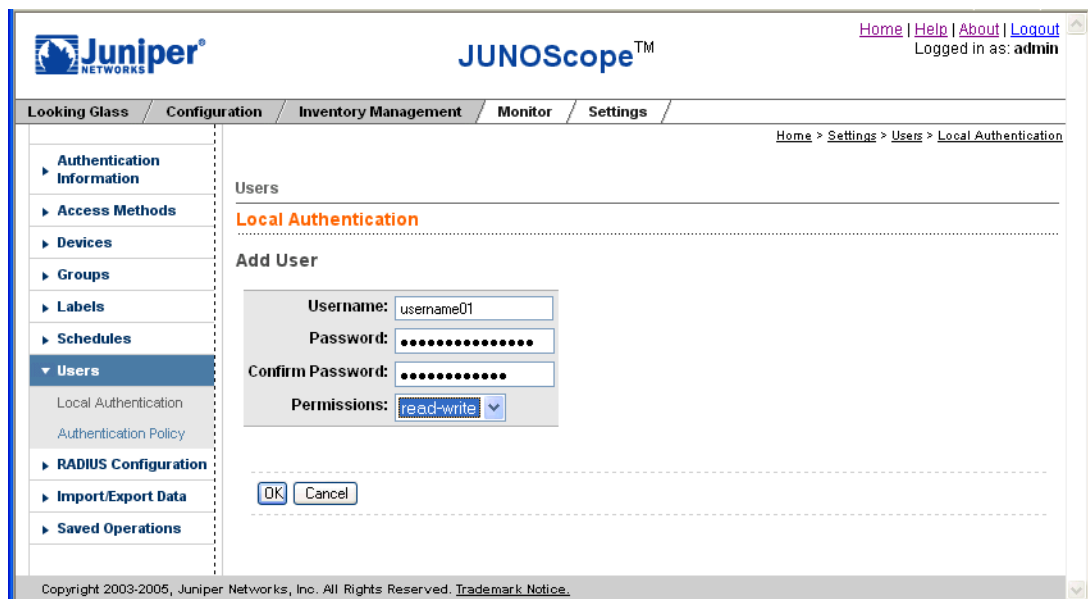 Juniper®
NETWORKS
JUNOScope™
Home | Help | About | Logout
Logged in as: admin
Looking Glass / Configuration / Inventory Management / Monitor / Settings /
Home > Settings > Users > Local Authentication
Authentication
Information
Access Methods
Devices
Groups
Labels
Schedules
Users
Local Authentication
Authentication Policy
RADIUS Configuration
Import/Export Data
Saved Operations
Users
Local Authentication
Add User
Username: username01
Password: •••••••••••••••
Confirm Password: ••••••••••••
Permissions: read-write
OK Cancel
Copyright 2003-2005, Juniper Networks, Inc. All Rights Reserved. Trademark Notice.